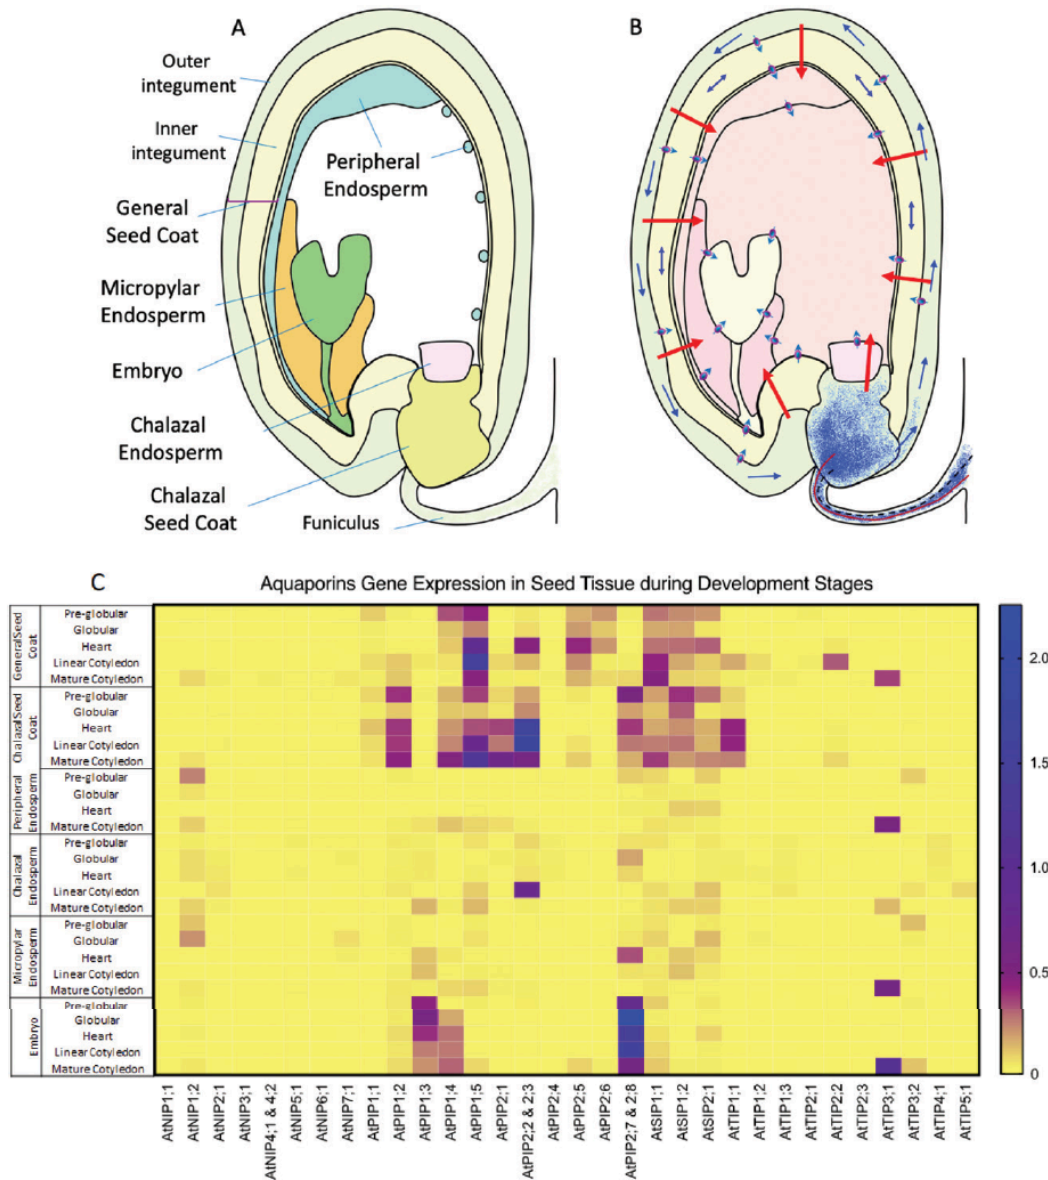 A
B
Outer
integument
Inner
integument
General
Seed Coat
Micropylar
Endosperm
Embryo
Chalazal
Endosperm
Chalazal
Seed Coat
Peripheral
Endosperm
Funiculus
C
Aquaporins Gene Expression in Seed Tissue during Development Stages
GeneralSeed
Coat
Pre-globular
Globular
Heart
Linear Cotyledon
Mature Cotyledon
ChalazalSeed
Coat
Pre-globular
Globular
Heart
Linear Cotyledon
Mature Cotyledon
Peripheral
Endosperm
Pre-globular
Globular
Heart
Mature Cotyledon
Chalazal
Endosperm
Pre-globular
Globular
Heart
Linear Cotyledon
Mature Cotyledon
Micropylar
Endosperm
Pre-globular
Globular
Heart
Linear Cotyledon
Mature Cotyledon
Embryo
Pre-globular
Globular
Heart
Linear Cotyledon
Mature Cotyledon
2.0
1.5
1.0
0.5
0
AtNIP1;1
AtNIP1;2
AtNIP2;1
AtNIP3;1
AtNIP4;1 & 4;2
AtNIP5;1
AtNIP6;1
AtNIP7;1
AtPIP1;1
AtPIP1;2
AtPIP1;3
AtPIP1;4
AtPIP1;5
AtPIP2;1
AtPIP2;2 & 2;3
AtPIP2;4
AtPIP2;5
AtPIP2;6
AtPIP2;7 & 2;8
AtSIP1;1
AtSIP1;2
AtSIP2;1
AtTIP1;1
AtTIP1;2
AtTIP1;3
AtTIP2;1
AtTIP2;2
AtTIP2;3
AtTIP3;1
AtTIP3;2
AtTIP4;1
AtTIP5;1